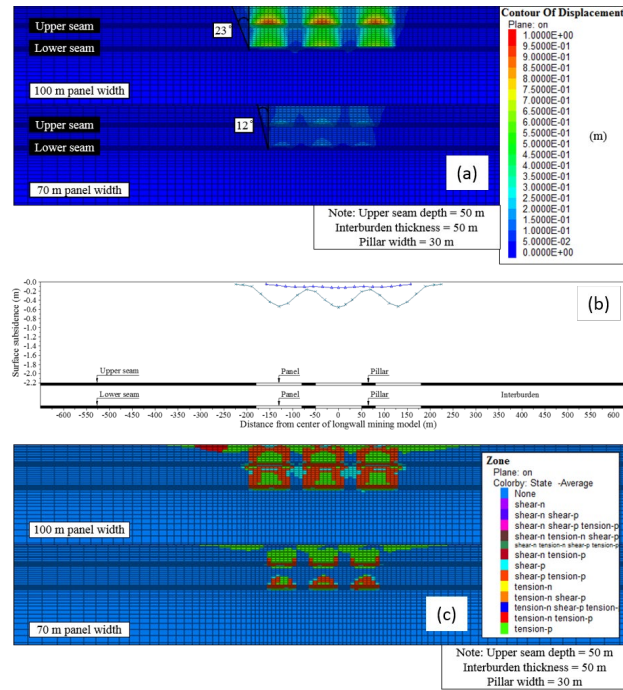 Upper seam
Lower seam
23°
100 m panel width
Upper seam
Lower seam
12°
70 m panel width
(a)
Contour Of Displacement
Plane: on
1.0000E+00
9.5000E-01
9.0000E-01
8.5000E-01
8.0000E-01
7.5000E-01
7.0000E-01
6.5000E-01
6.0000E-01
5.5000E-01
5.0000E-01
4.5000E-01
4.0000E-01
3.5000E-01
3.0000E-01
2.5000E-01
2.0000E-01
1.5000E-01
1.0000E-01
5.0000E-02
0.0000E+00
(m)
Note: Upper seam depth = 50 m
Interburden thickness = 50 m
Pillar width = 30 m
(b)
Surface subsidence (m)
-0.0
-0.2
-0.4
-0.6
-0.8
-1.0
-1.2
-1.4
-1.6
-1.8
-2.0
-2.2
Upper seam Panel Pillar
Lower seam Panel Pillar Interburden
-600 -550 -500 -450 -400 -350 -300 -250 -200 -150 -100 -50 0 50 100 150 200 250 300 350 400 450 500 550 600
Distance from center of longwall mining model (m)
100 m panel width
70 m panel width
(c)
Zone
Plane: on
Colorby: State -Average
None
shear-n
shear-n shear-p
shear-n shear-p tension-p
shear-n tension-n shear-p
shear-n tension-n shear-p tension-p
shear-n tension-p
shear-p
shear-p tension-p
tension-n
tension-n shear-p
tension-n shear-p tension-
tension-n tension-p
tension-p
Note: Upper seam depth = 50 m
Interburden thickness = 50 m
Pillar width = 30 m